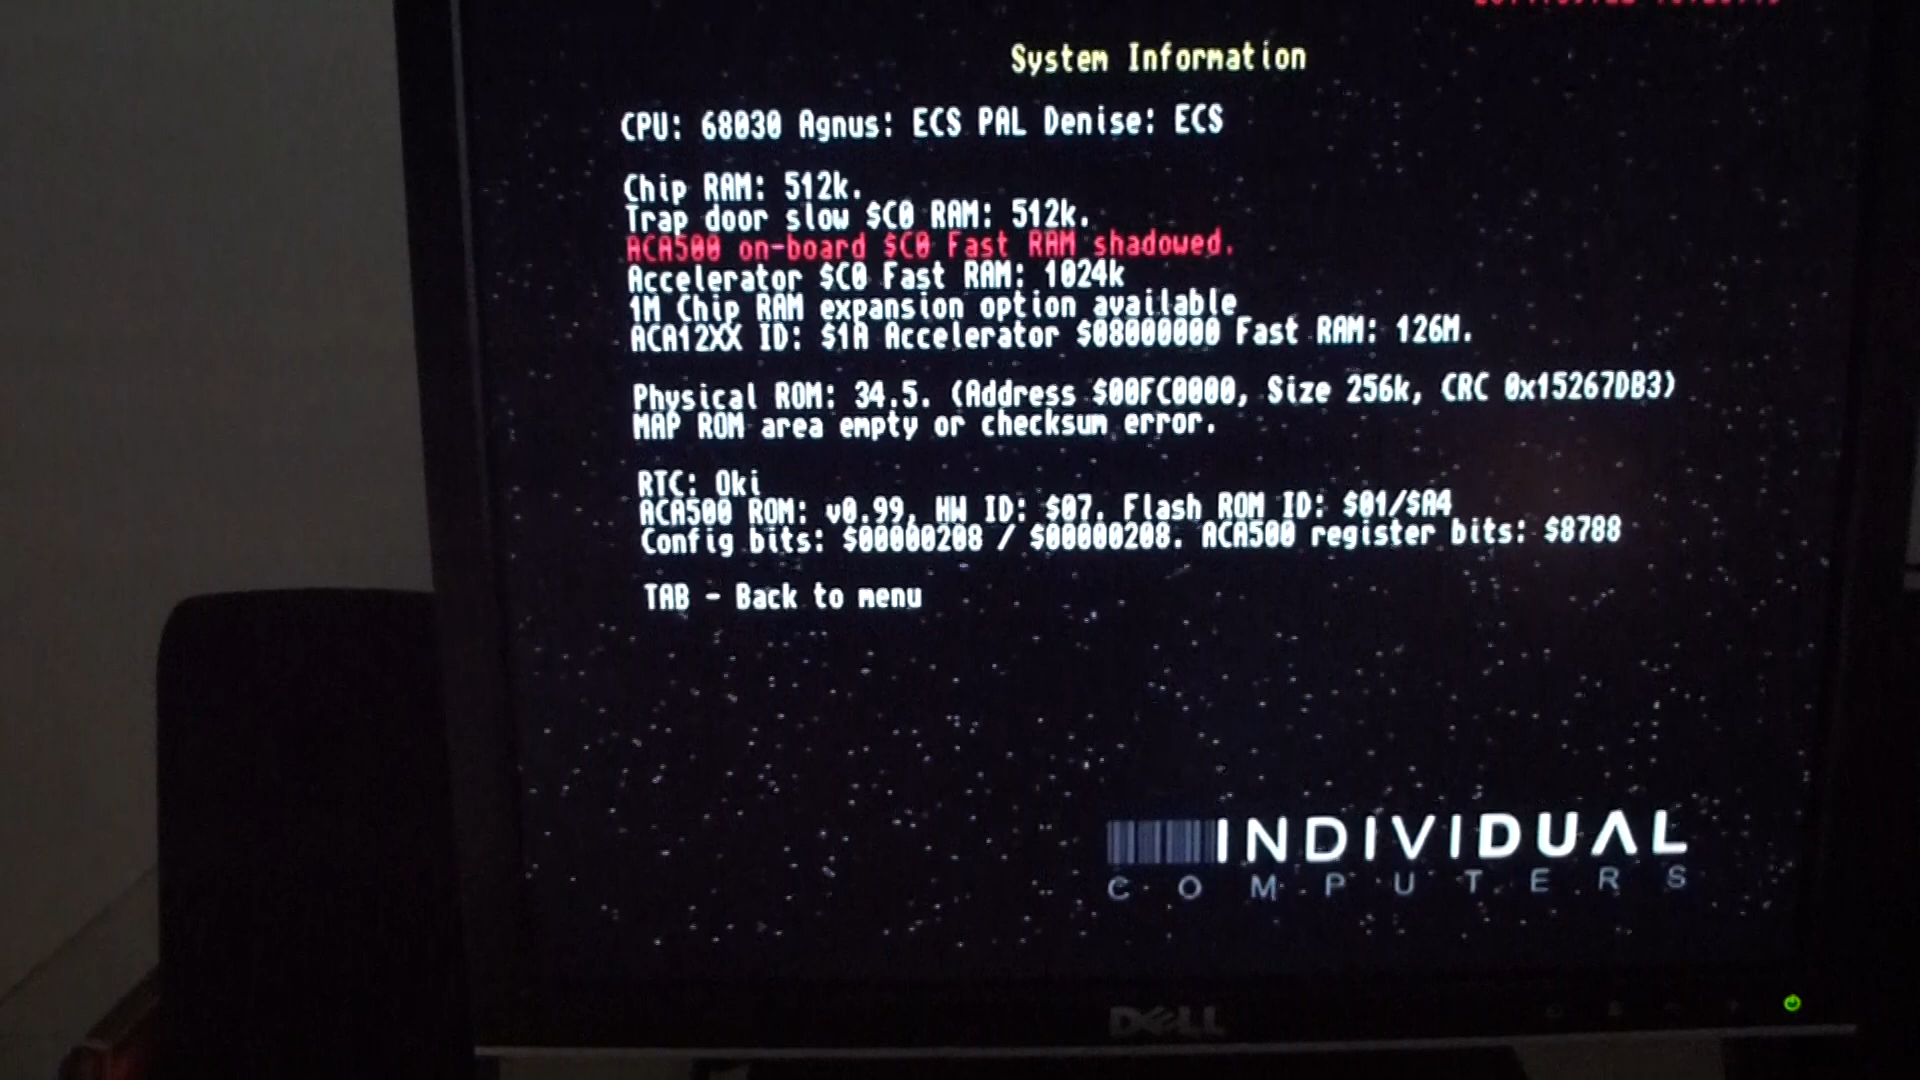 System Information
CPU: 68030 Agnus: ECS PAL Denise: ECS
Chip RAM: 512k.
Trap door slow $C0 RAM: 512k.
ACA500 on-board $C0 Fast RAM shadowed.
Accelerator $C0 Fast RAM: 1024k
1M Chip RAM expansion option available
ACA12XX ID: $1A Accelerator $08000000 Fast RAM: 126M.
Physical ROM: 34.5. (Address $00FC0000, Size 256k, CRC 0x15267DB3)
MAP ROM area empty or checksum error.
RTC: Oki
ACA500 ROM: v0.99, HW ID: $07. Flash ROM ID: $01/$A4
Config bits: $00000208 / $00000208. ACA500 register bits: $8788
TAB - Back to menu
INDIVIDUAL
COMPUTERS
DELL